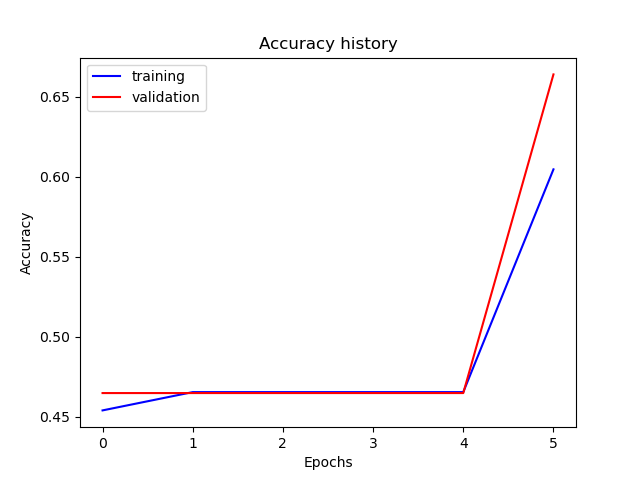 Accuracy history
training
validation
0.65
0.60
0.55
0.50
0.45
Accuracy
0 1 2 3 4 5
Epochs